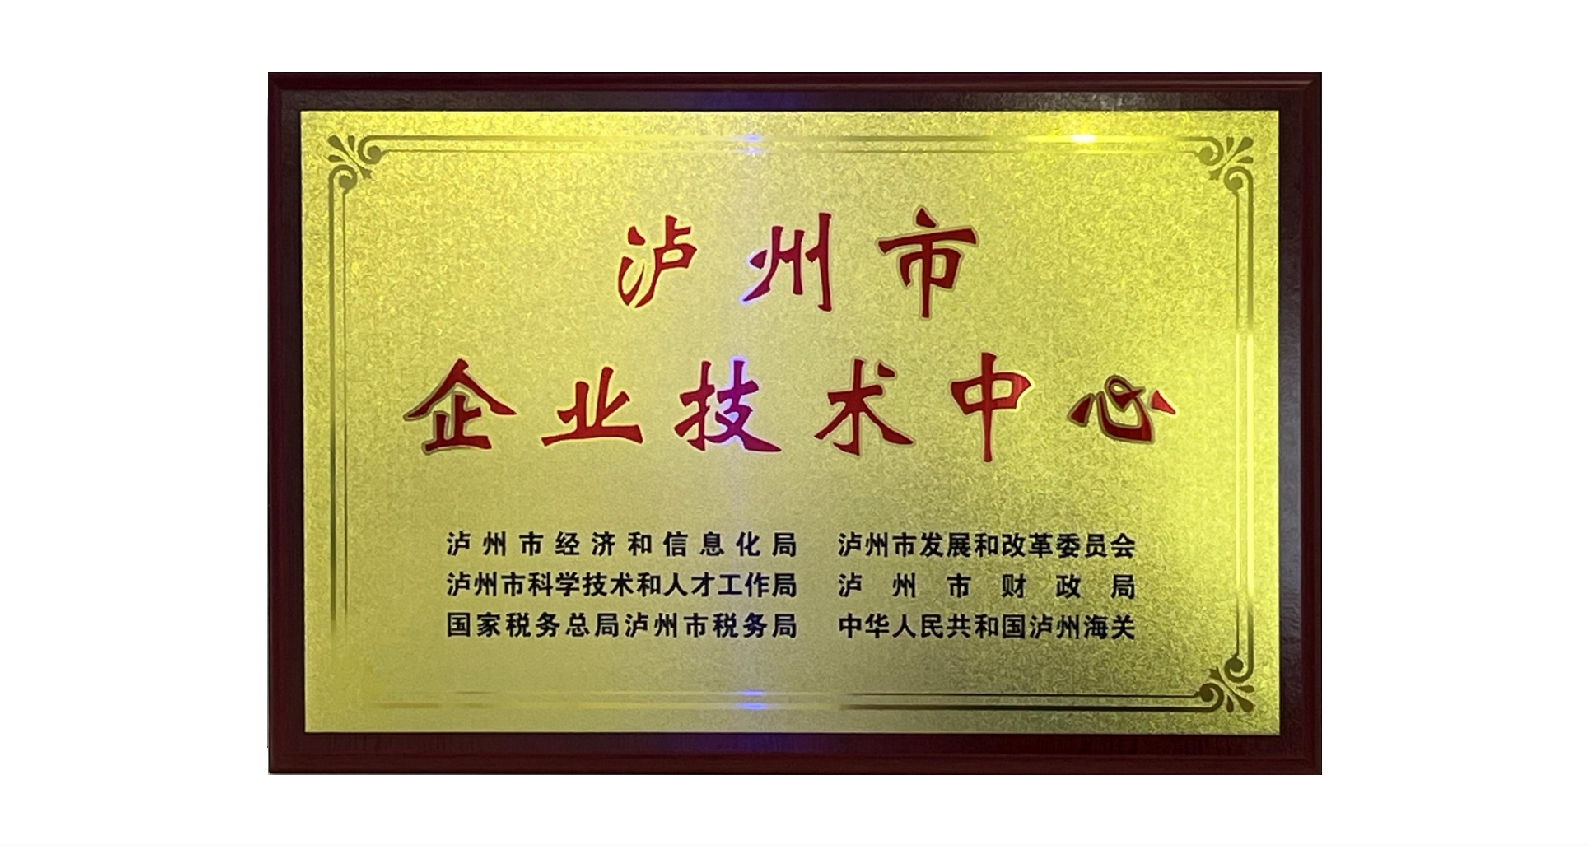 泸州市
企业技术中心
泸州市经济和信息化局 泸州市发展和改革委员会
泸州市科学技术和人才工作局 泸州市财政局
国家税务总局泸州市税务局 中华人民共和国泸州海关